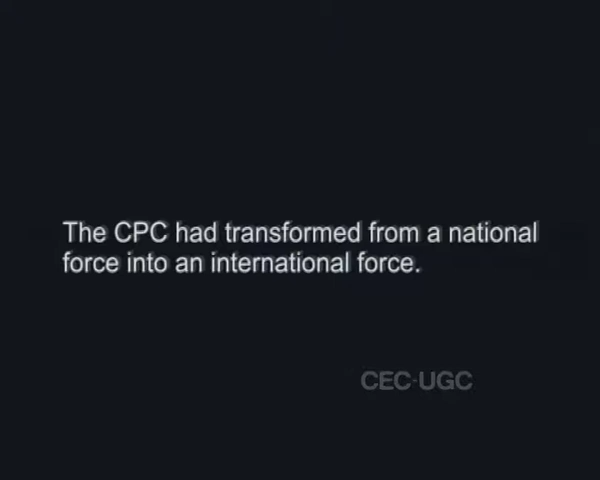 The CPC had transformed from a national
force into an international force.
CEC-UGC